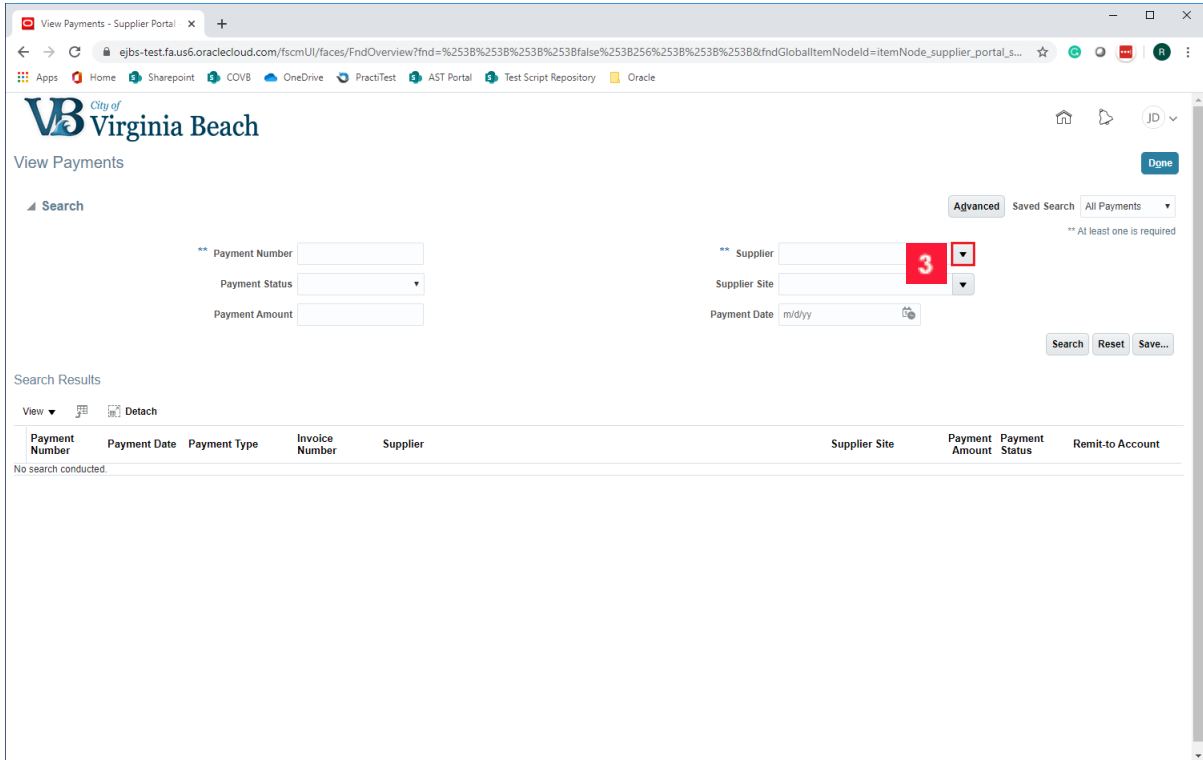 View Payments - Supplier Portal
ejbs-test.fa.us6.oraclecloud.com/fscmUI/faces/FndOverview?fnd=%253B%253B%253B%253Bfalse%253B256%253B%253B%253B&fndGlobalItemNodeId=itemNode_supplier_portal_s...
R
Apps Home Sharepoint COVB OneDrive PractiTest AST Portal Test Script Repository Oracle
VB City of Virginia Beach
JD
View Payments
Done
Search
Advanced Saved Search All Payments
** At least one is required
** Payment Number
** Supplier
3
Payment Status
Supplier Site
Payment Amount
Payment Date m/d/yy
Search Reset Save...
Search Results
View Detach
Payment Number Payment Date Payment Type Invoice Number Supplier Supplier Site Payment Amount Payment Status Remit-to Account
No search conducted.